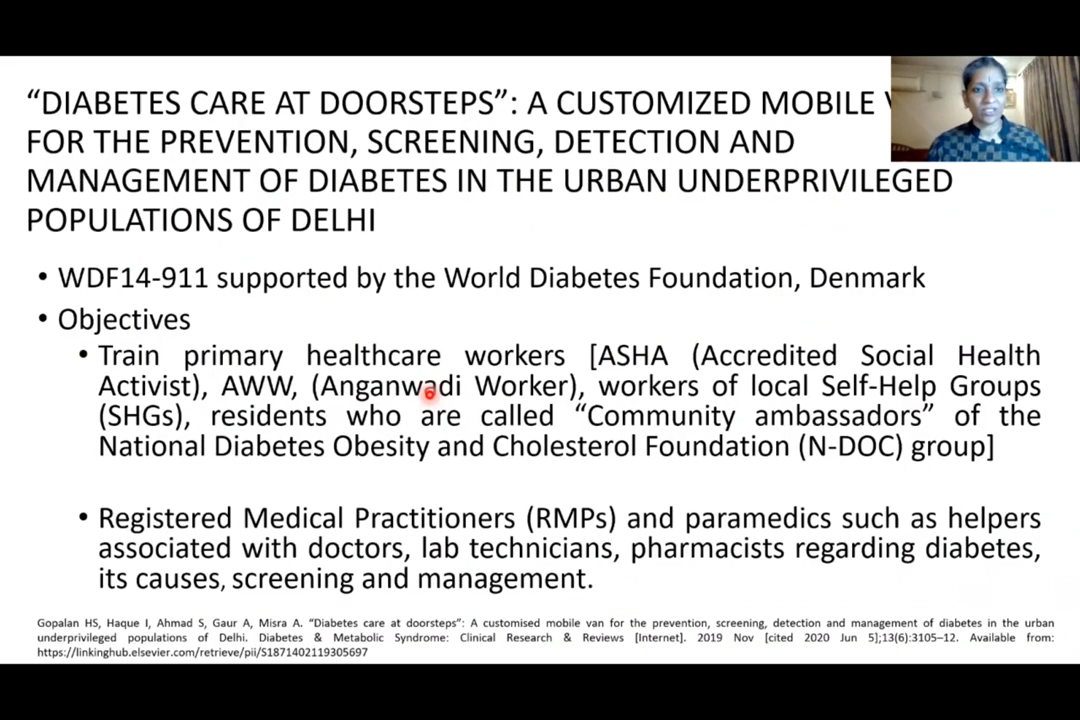 “DIABETES CARE AT DOORSTEPS”: A CUSTOMIZED MOBILE
FOR THE PREVENTION, SCREENING, DETECTION AND
MANAGEMENT OF DIABETES IN THE URBAN UNDERPRIVILEGED
POPULATIONS OF DELHI
• WDF14-911 supported by the World Diabetes Foundation, Denmark
• Objectives
• Train primary healthcare workers [ASHA (Accredited Social Health
Activist), AWW, (Anganwadi Worker), workers of local Self-Help Groups
(SHGs), residents who are called “Community ambassadors” of the
National Diabetes Obesity and Cholesterol Foundation (N-DOC) group]
• Registered Medical Practitioners (RMPs) and paramedics such as helpers
associated with doctors, lab technicians, pharmacists regarding diabetes,
its causes, screening and management.
Gopalan HS, Haque I, Ahmad S, Gaur A, Misra A. “Diabetes care at doorsteps”: A customised mobile van for the prevention, screening, detection and management of diabetes in the urban
underprivileged populations of Delhi. Diabetes & Metabolic Syndrome: Clinical Research & Reviews [Internet]. 2019 Nov [cited 2020 Jun 5];13(6):3105–12. Available from:
https://linkinghub.elsevier.com/retrieve/pii/S1871402119305697